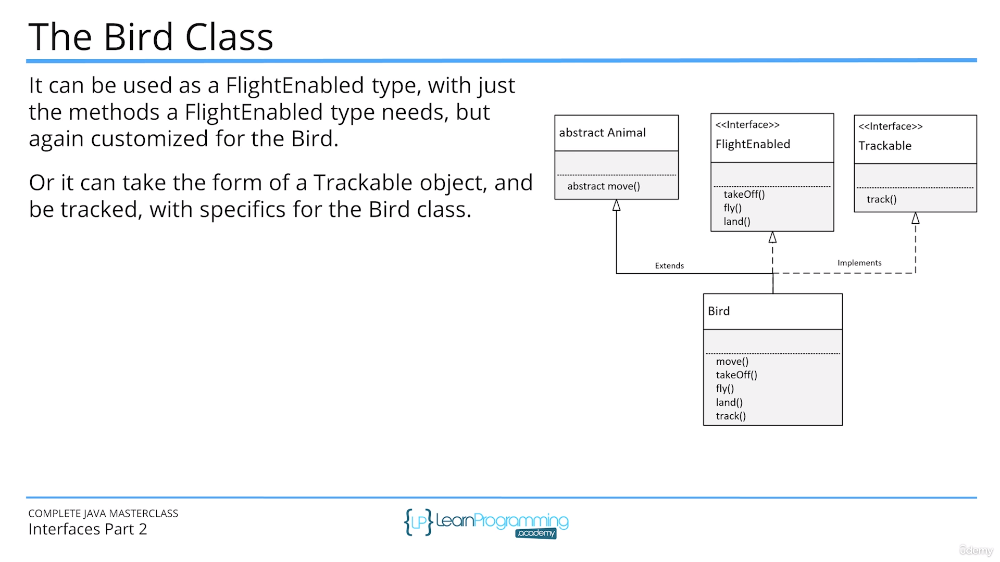 The Bird Class
It can be used as a FlightEnabled type, with just
the methods a FlightEnabled type needs, but
again customized for the Bird.
Or it can take the form of a Trackable object, and
be tracked, with specifics for the Bird class.
abstract Animal
abstract move()
<<Interface>>
FlightEnabled
takeOff()
fly()
land()
<<Interface>>
Trackable
track()
Extends
Implements
Bird
move()
takeOff()
fly()
land()
track()
COMPLETE JAVA MASTERCLASS
Interfaces Part 2
{LP} LearnProgramming
.academy
ûdemy